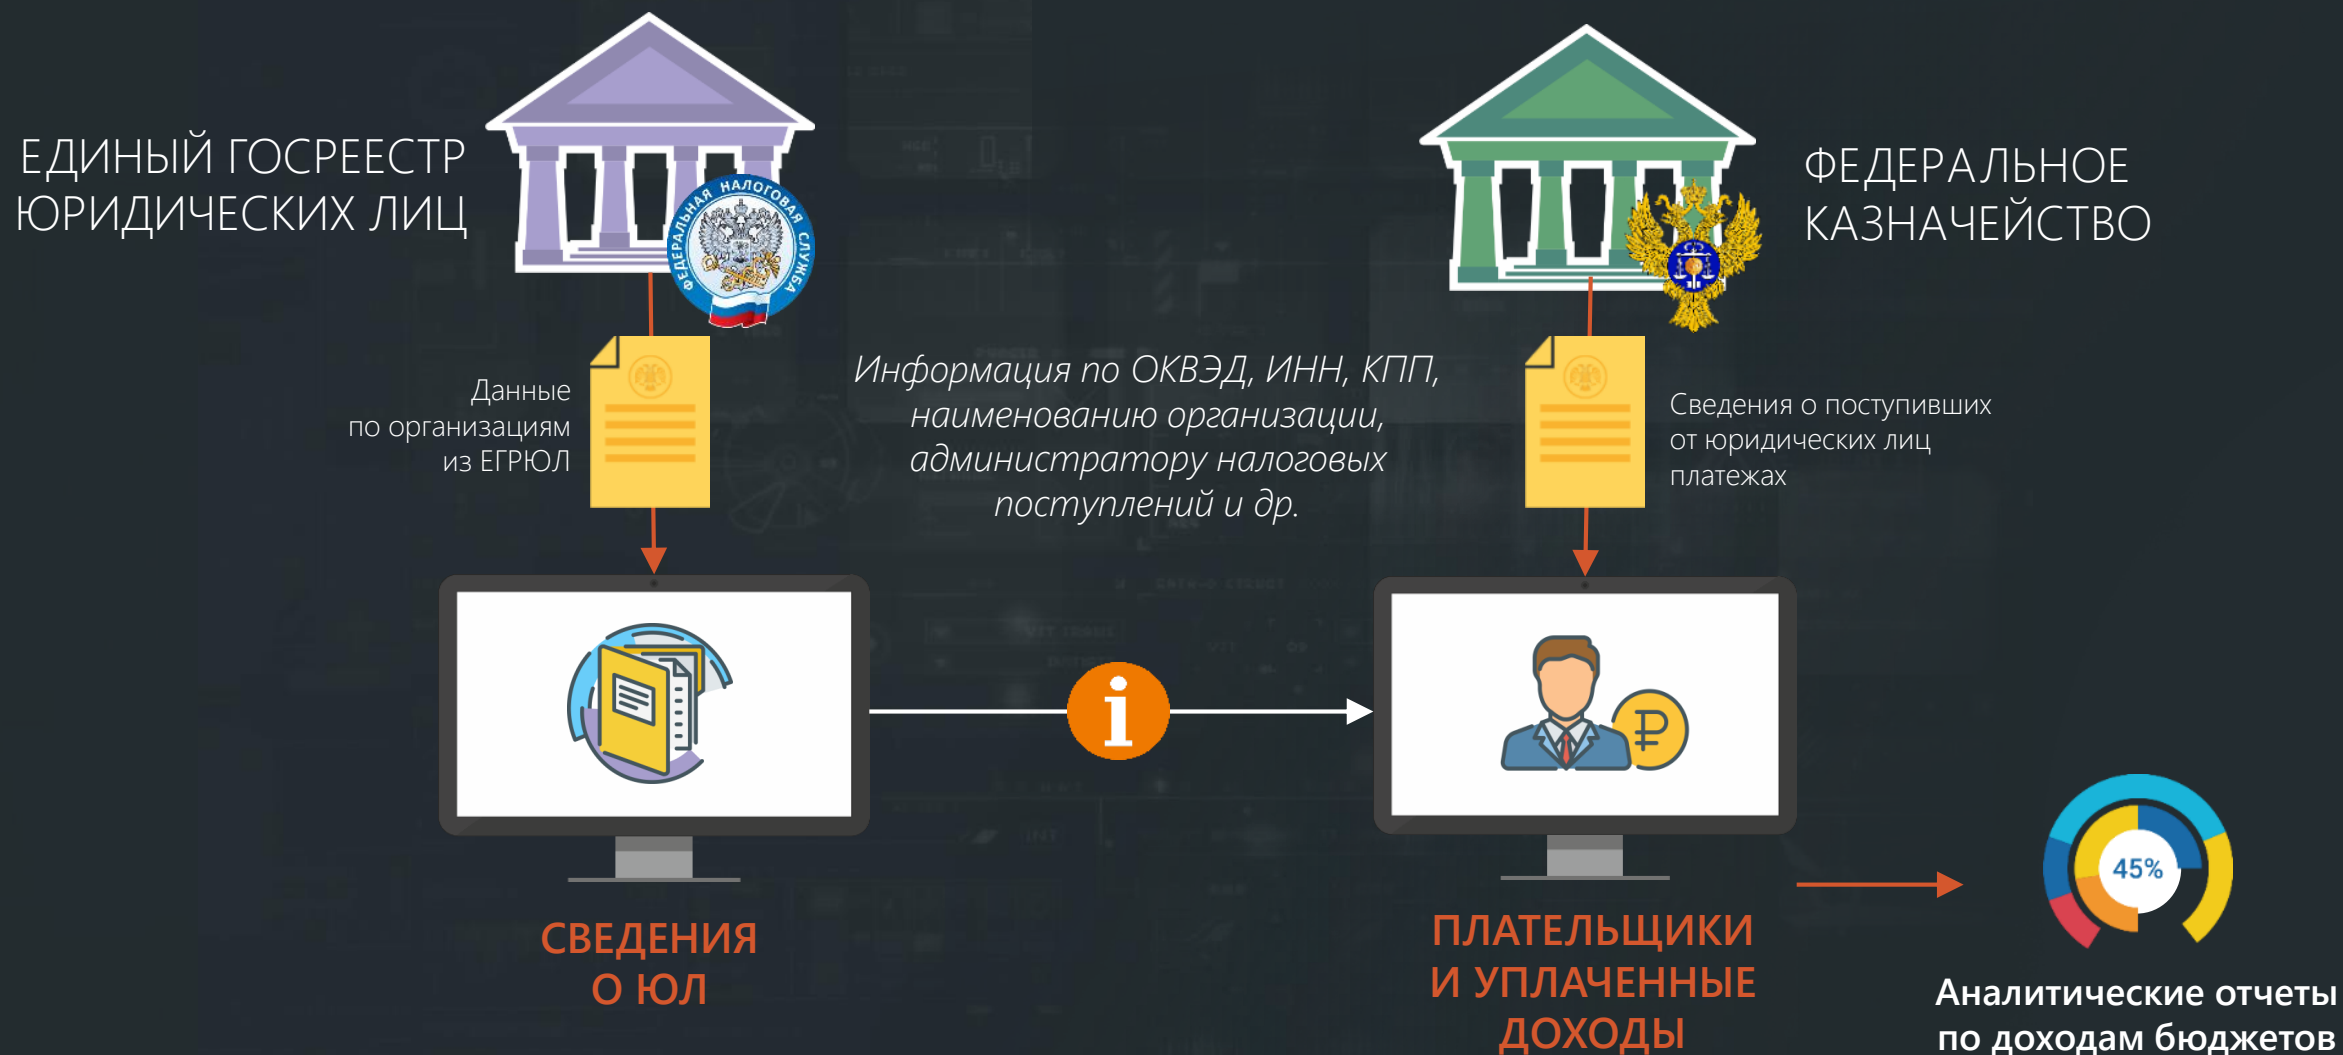 ЕДИНЫЙ ГОСРЕЕСТР
ЮРИДИЧЕСКИХ ЛИЦ
ФЕДЕРАЛЬНАЯ НАЛОГОВАЯ СЛУЖБА
ФЕДЕРАЛЬНОЕ
КАЗНАЧЕЙСТВО
Данные
по организациям
из ЕГРЮЛ
Информация по ОКВЭД, ИНН, КПП,
наименованию организации,
администратору налоговых
поступлений и др.
Сведения о поступивших
от юридических лиц
платежах
i
₽
СВЕДЕНИЯ
О ЮЛ
ПЛАТЕЛЬЩИКИ
И УПЛАЧЕННЫЕ
ДОХОДЫ
45%
Аналитические отчеты
по доходам бюджетов